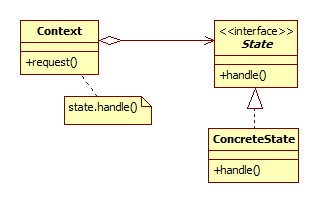 Context
+request()
<<interface>>
State
+handle()
state.handle()
ConcreteState
+handle()